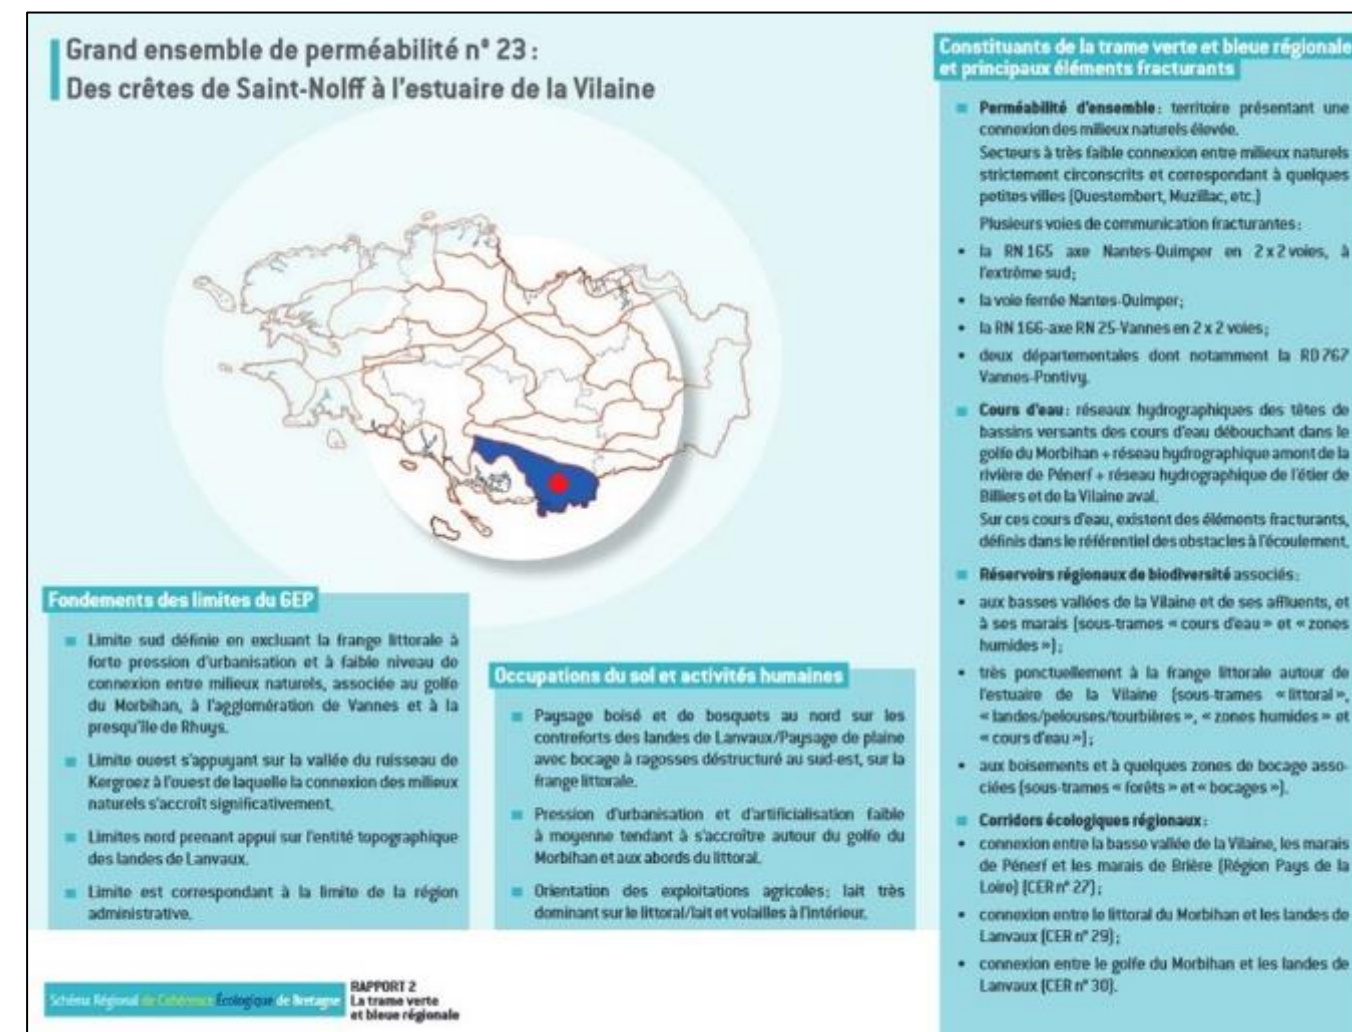 Grand ensemble de perméabilité n° 23 :
Des crêtes de Saint-Nolff à l'estuaire de la Vilaine
Fondements des limites du GEP
Limite sud définie en excluant la frange littorale à
forte pression d'urbanisation et à faible niveau de
connexion entre milieux naturels, associée au golfe
du Morbihan, à l'agglomération de Vannes et à la
presqu'île de Rhuys.
Limite ouest s'appuyant sur la vallée du ruisseau de
Kergroez à l'ouest de laquelle la connexion des milieux
naturels s'accroît significativement.
Limites nord prenant appui sur l'entité topographique
des landes de Lanvaux.
Limite est correspondant à la limite de la région
administrative.
Occupations du sol et activités humaines
Paysage boisé et de bosquets au nord sur les
contreforts des landes de Lanvaux/Paysage de plaine
avec bocage à ragosses déstructuré au sud-est, sur la
frange littorale.
Pression d'urbanisation et d'artificialisation faible
à moyenne tendant à s'accroître autour du golfe du
Morbihan et aux abords du littoral.
Orientation des exploitations agricoles: lait très
dominant sur le littoral/lait et volailles à l'intérieur.
Constituants de la trame verte et bleue régionale
et principaux éléments fracturants
Perméabilité d'ensemble: territoire présentant une
connexion des milieux naturels élevée.
Secteurs à très faible connexion entre milieux naturels
strictement circonscrits et correspondant à quelques
petites villes (Questembert, Muzillac, etc.)
Plusieurs voies de communication fracturantes:
• la RN 165 axe Nantes-Quimper en 2 x 2 voies, à
l'extrême sud;
• la voie ferrée Nantes-Quimper;
• la RN 166-axe RN 25-Vannes en 2 x 2 voies;
• deux départementales dont notamment la RD 767
Vannes-Pontivy.
Cours d'eau: réseaux hydrographiques des têtes de
bassins versants des cours d'eau débouchant dans le
golfe du Morbihan + réseau hydrographique amont de la
rivière de Pénerf + réseau hydrographique de l'étier de
Billiers et de la Vilaine aval.
Sur ces cours d'eau, existent des éléments fracturants,
définis dans le référentiel des obstacles à l'écoulement.
Réservoirs régionaux de biodiversité associés:
• aux basses vallées de la Vilaine et de ses affluents, et
à ses marais (sous-trames « cours d'eau » et « zones
humides »);
• très ponctuellement à la frange littorale autour de
l'estuaire de la Vilaine (sous-trames « littoral »,
« landes/pelouses/tourbières », « zones humides » et
« cours d'eau »);
• aux boisements et à quelques zones de bocage asso-
ciées (sous-trames « forêts » et « bocages »).
Corridors écologiques régionaux:
• connexion entre la basse vallée de la Vilaine, les marais
de Pénerf et les marais de Brière (Région Pays de la
Loire) (CER n° 27);
• connexion entre le littoral du Morbihan et les landes de
Lanvaux (CER n° 29);
• connexion entre le golfe du Morbihan et les landes de
Lanvaux (CER n° 30).
Schéma Régional de Cohérence Écologique de Bretagne
RAPPORT 2
La trame verte
et bleue régionale